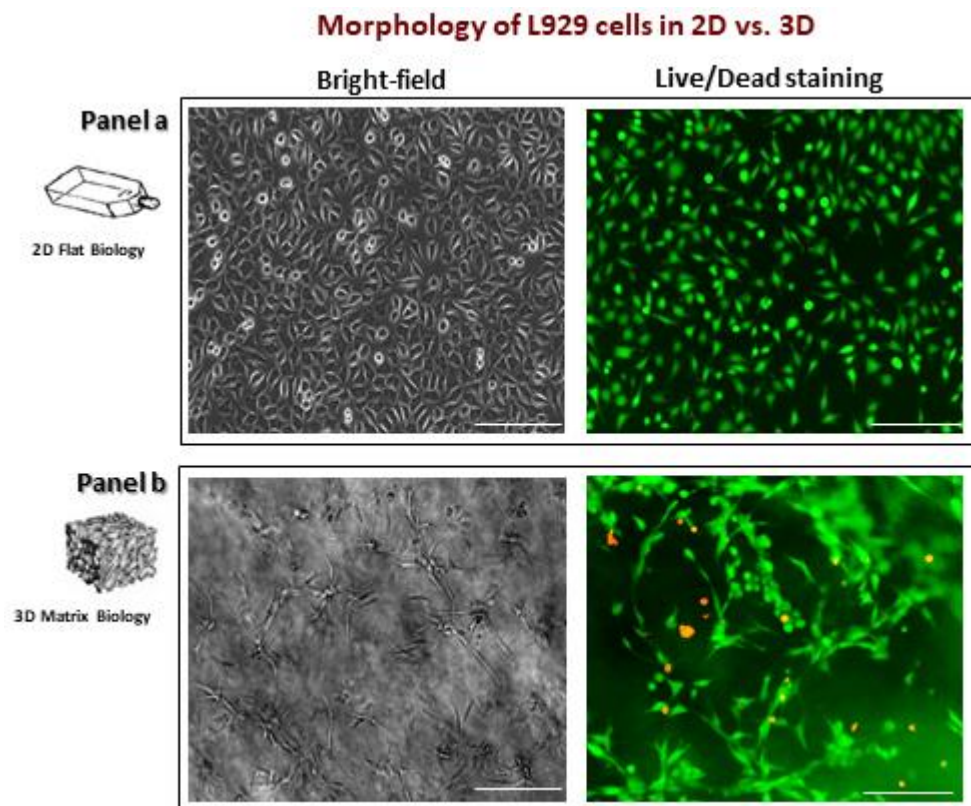 Morphology of L929 cells in 2D vs. 3D
Bright-field
Live/Dead staining
Panel a
2D Flat Biology
Panel b
3D Matrix Biology